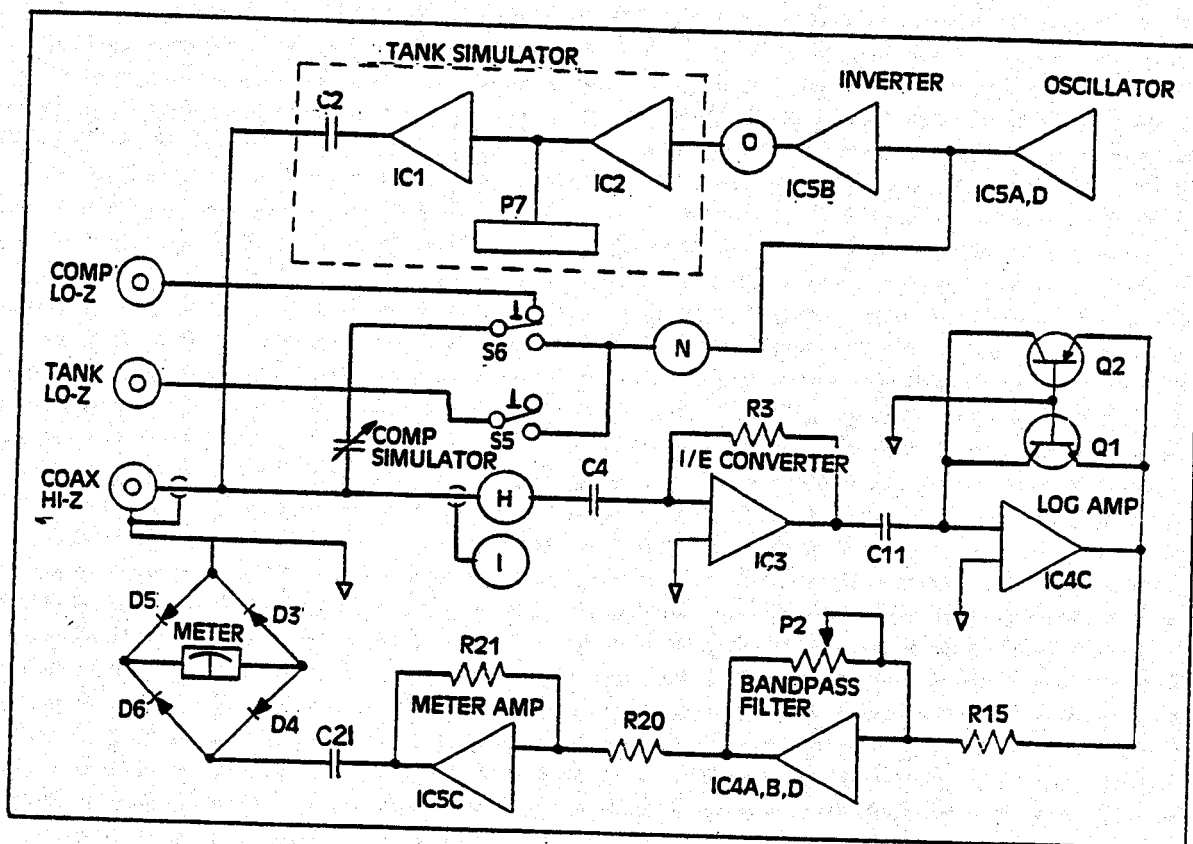 TANK SIMULATOR
INVERTER
OSCILLATOR
C2
IC1
IC2
O
IC5B
IC5A,D
P7
COMP
LO-Z
S6
N
TANK
LO-Z
S5
Q2
R3
Q1
COMP
SIMULATOR
I/E CONVERTER
C4
COAX
HI-Z
H
LOG AMP
I
IC3
C11
IC4C
D5
D3
METER
P2
R21
BANDPASS
FILTER
METER AMP
D6
D4
R20
R15
C21
IC5C
IC4A,B,D